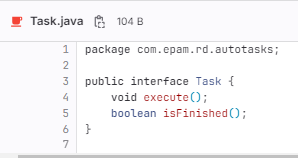 Task.java 104 B
1 package com.epam.rd.autotasks;
2
3 public interface Task {
4     void execute();
5     boolean isFinished();
6 }
7